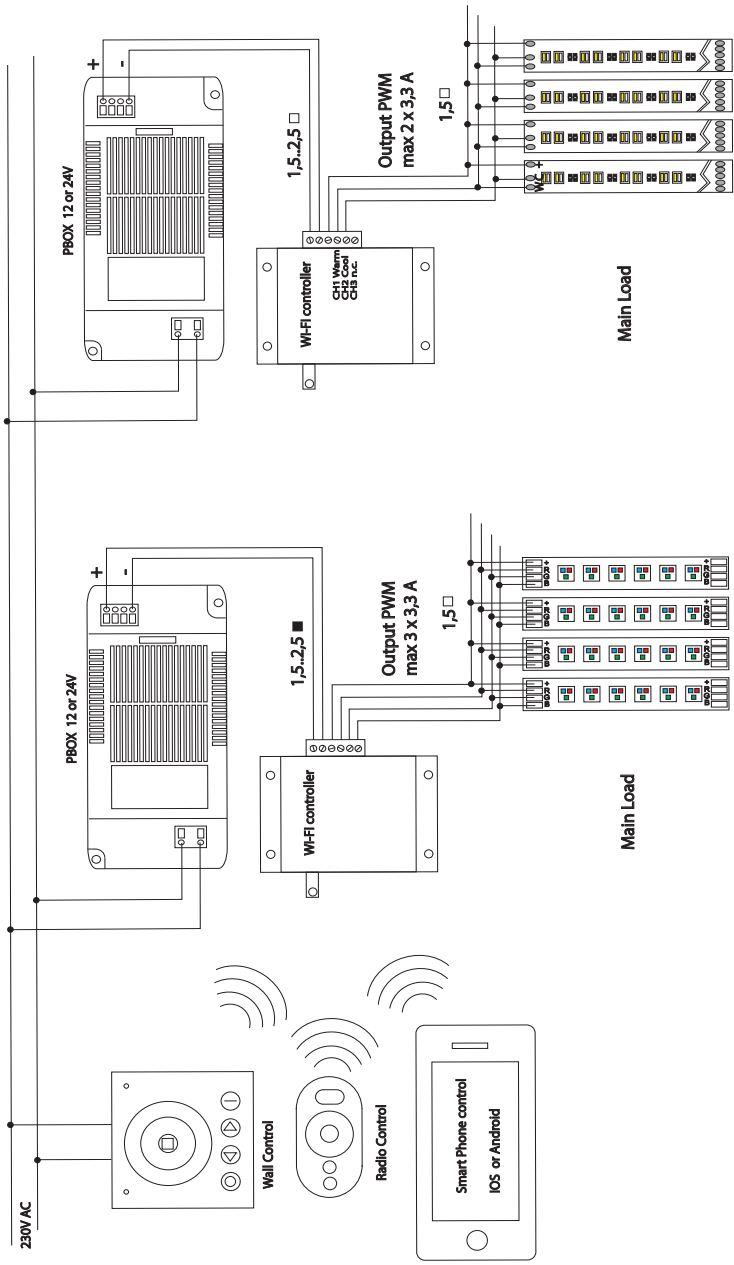 230V AC
Wall Control
Radio Control
Smart Phone control
IOS or Android
PBOX 12 or 24V
+
-
1,5..2,5 ■
WI-FI controller
Output PWM
max 3 x 3,3 A
1,5 □
+
R
G
B
+
R
G
B
+
R
G
B
+
R
G
B
+
R
G
B
+
R
G
B
+
R
G
B
+
R
G
B
Main Load
PBOX 12 or 24V
+
-
1,5..2,5 □
WI-FI controller
CH1 Warm
CH2 Cool
CH3 n.c.
Output PWM
max 2 x 3,3 A
1,5 □
W/C +
Main Load